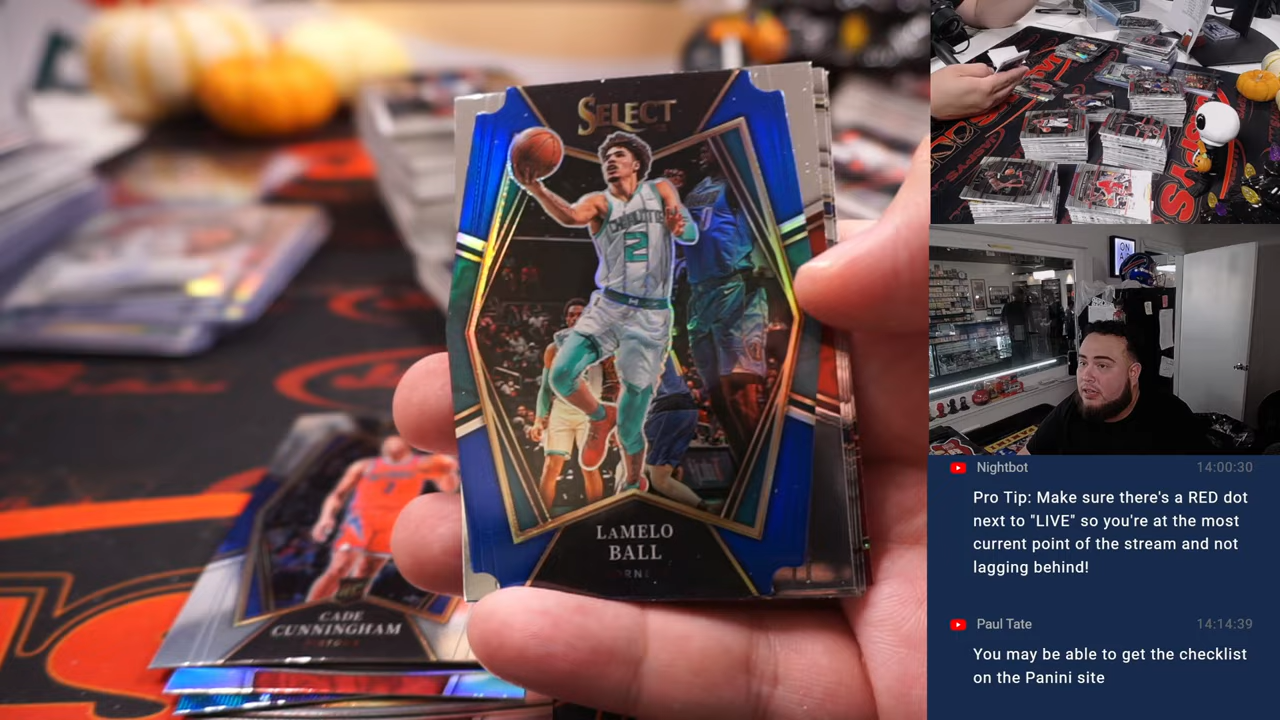 SELECT
CHARLOTTE
2
LAMELO
BALL
CADE
CUNNINGHAM
ON
Nightbot 14:00:30
Pro Tip: Make sure there's a RED dot
next to "LIVE" so you're at the most
current point of the stream and not
lagging behind!
Paul Tate 14:14:39
You may be able to get the checklist
on the Panini site